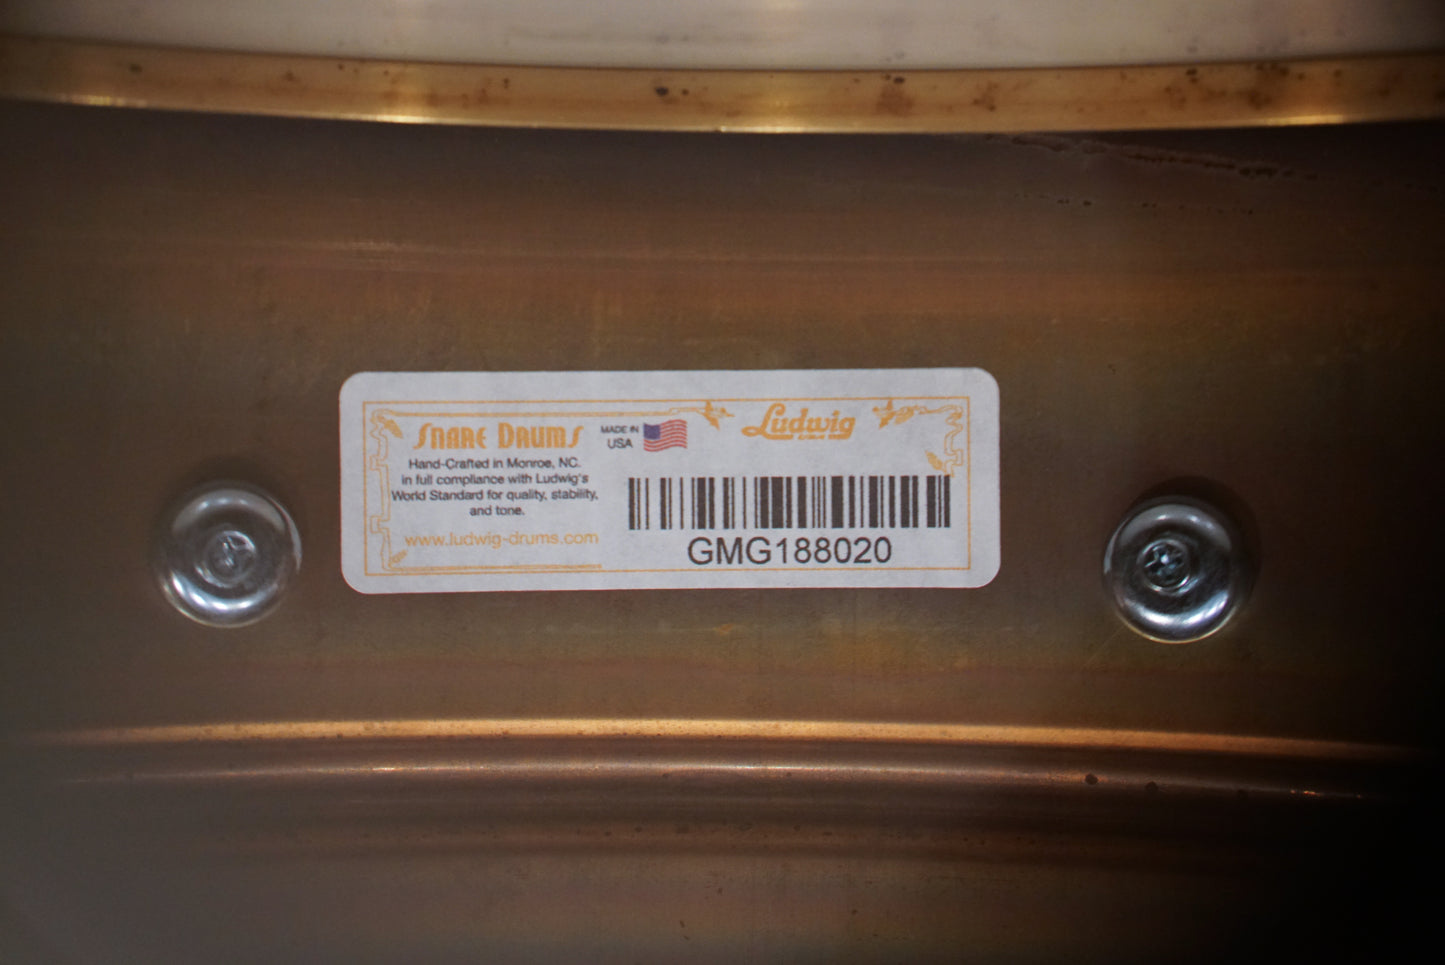 SNARE DRUMS
Hand-Crafted in Monroe, NC.
in full compliance with Ludwig's
World Standard for quality, stability,
and tone.
www.ludwig-drums.com
MADE IN
USA
Ludwig
GMG188020